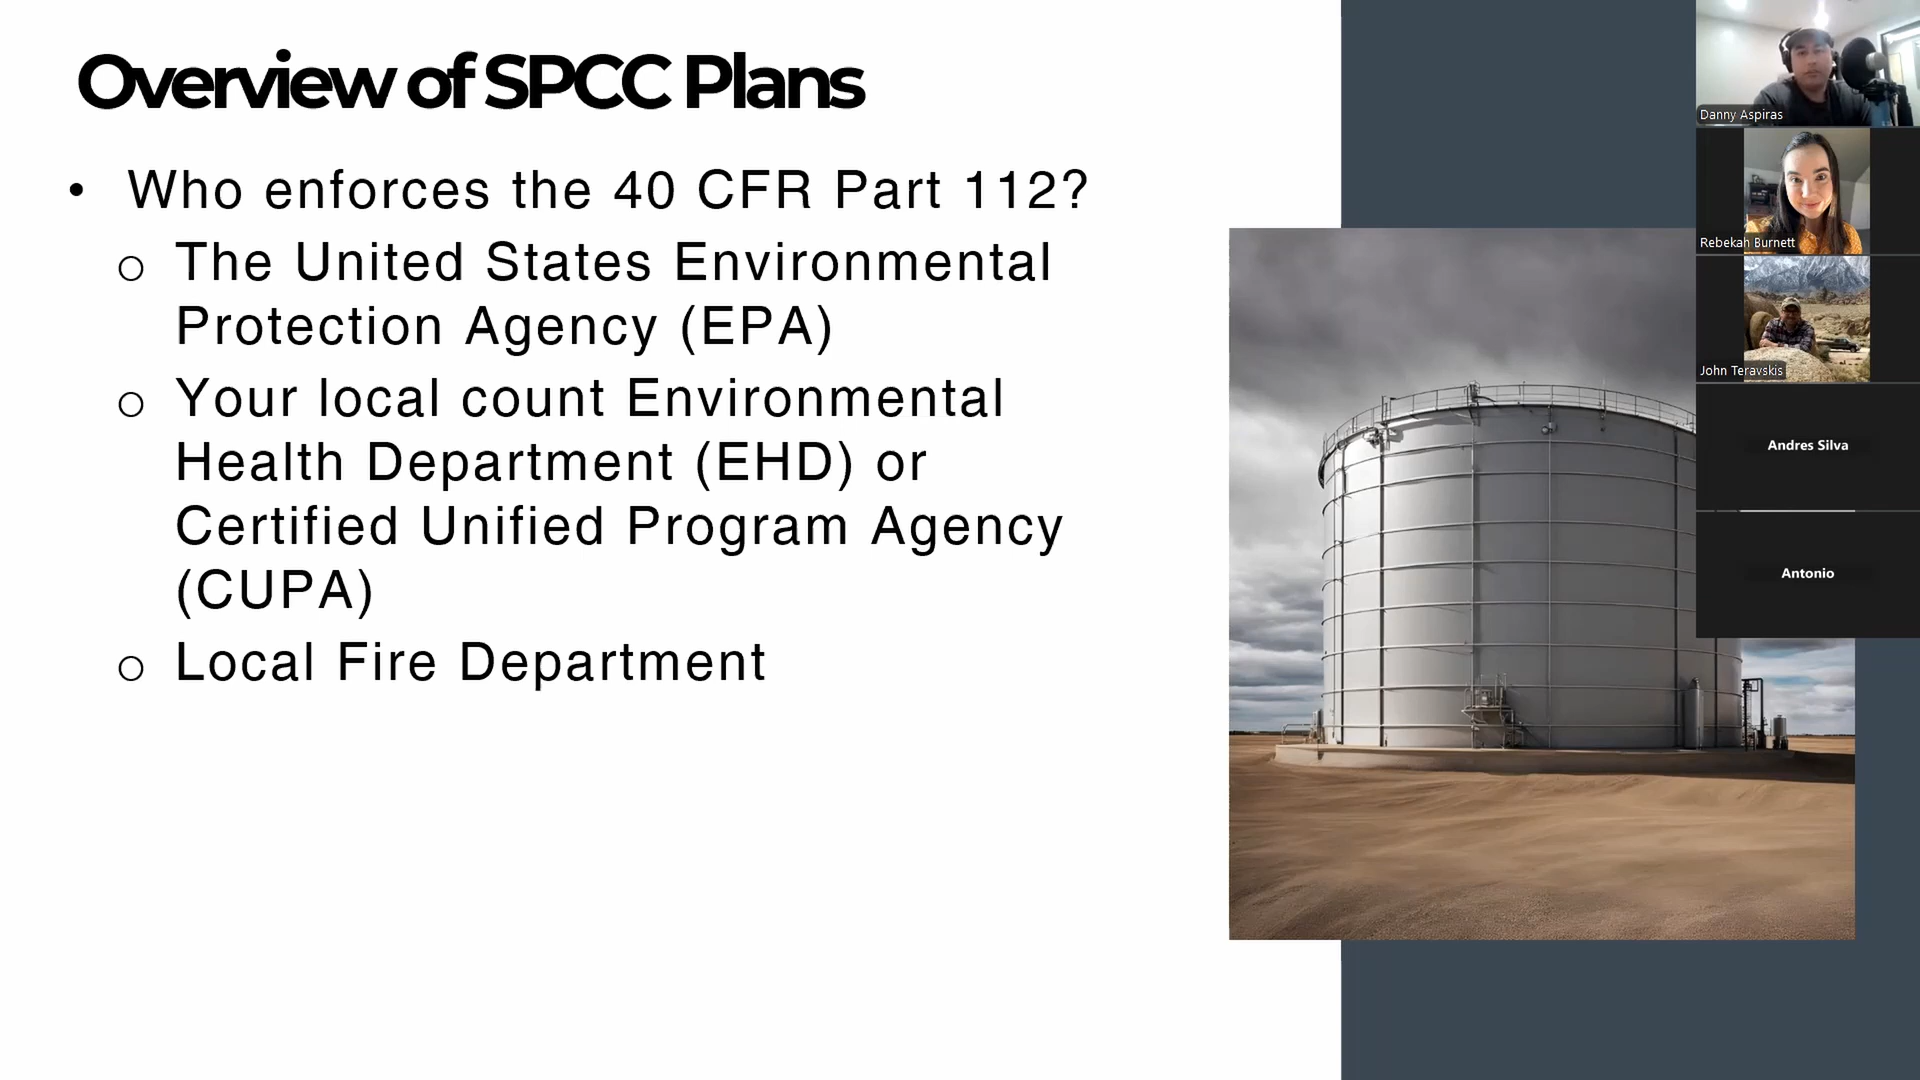 Overview of SPCC Plans
• Who enforces the 40 CFR Part 112?
o The United States Environmental
Protection Agency (EPA)
o Your local count Environmental
Health Department (EHD) or
Certified Unified Program Agency
(CUPA)
o Local Fire Department
Danny Aspiras
Rebekah Burnett
John Teravskis
Andres Silva
Antonio